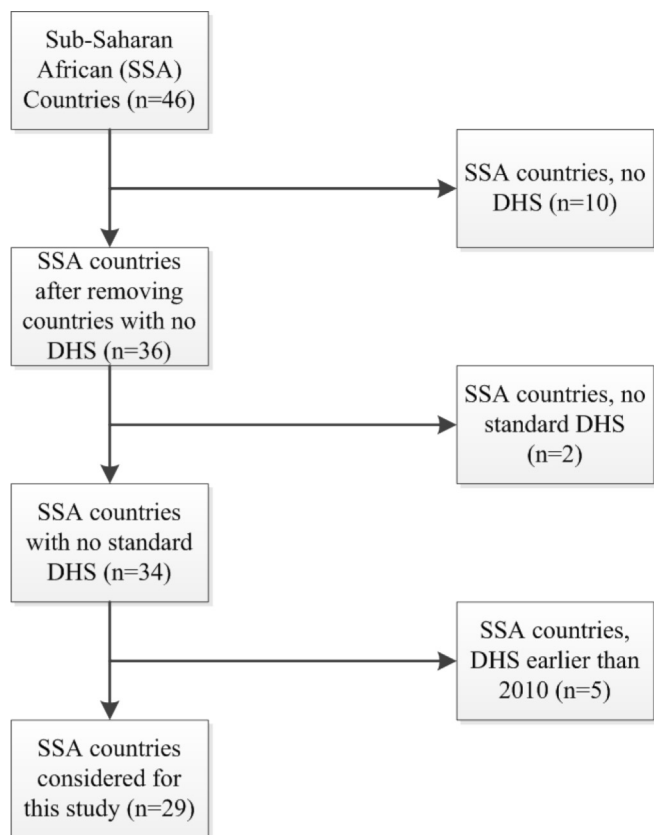 Sub-Saharan
African (SSA)
Countries (n=46)
SSA countries, no
DHS (n=10)
SSA countries
after removing
countries with no
DHS (n=36)
SSA countries, no
standard DHS
(n=2)
SSA countries
with no standard
DHS (n=34)
SSA countries,
DHS earlier than
2010 (n=5)
SSA countries
considered for
this study (n=29)